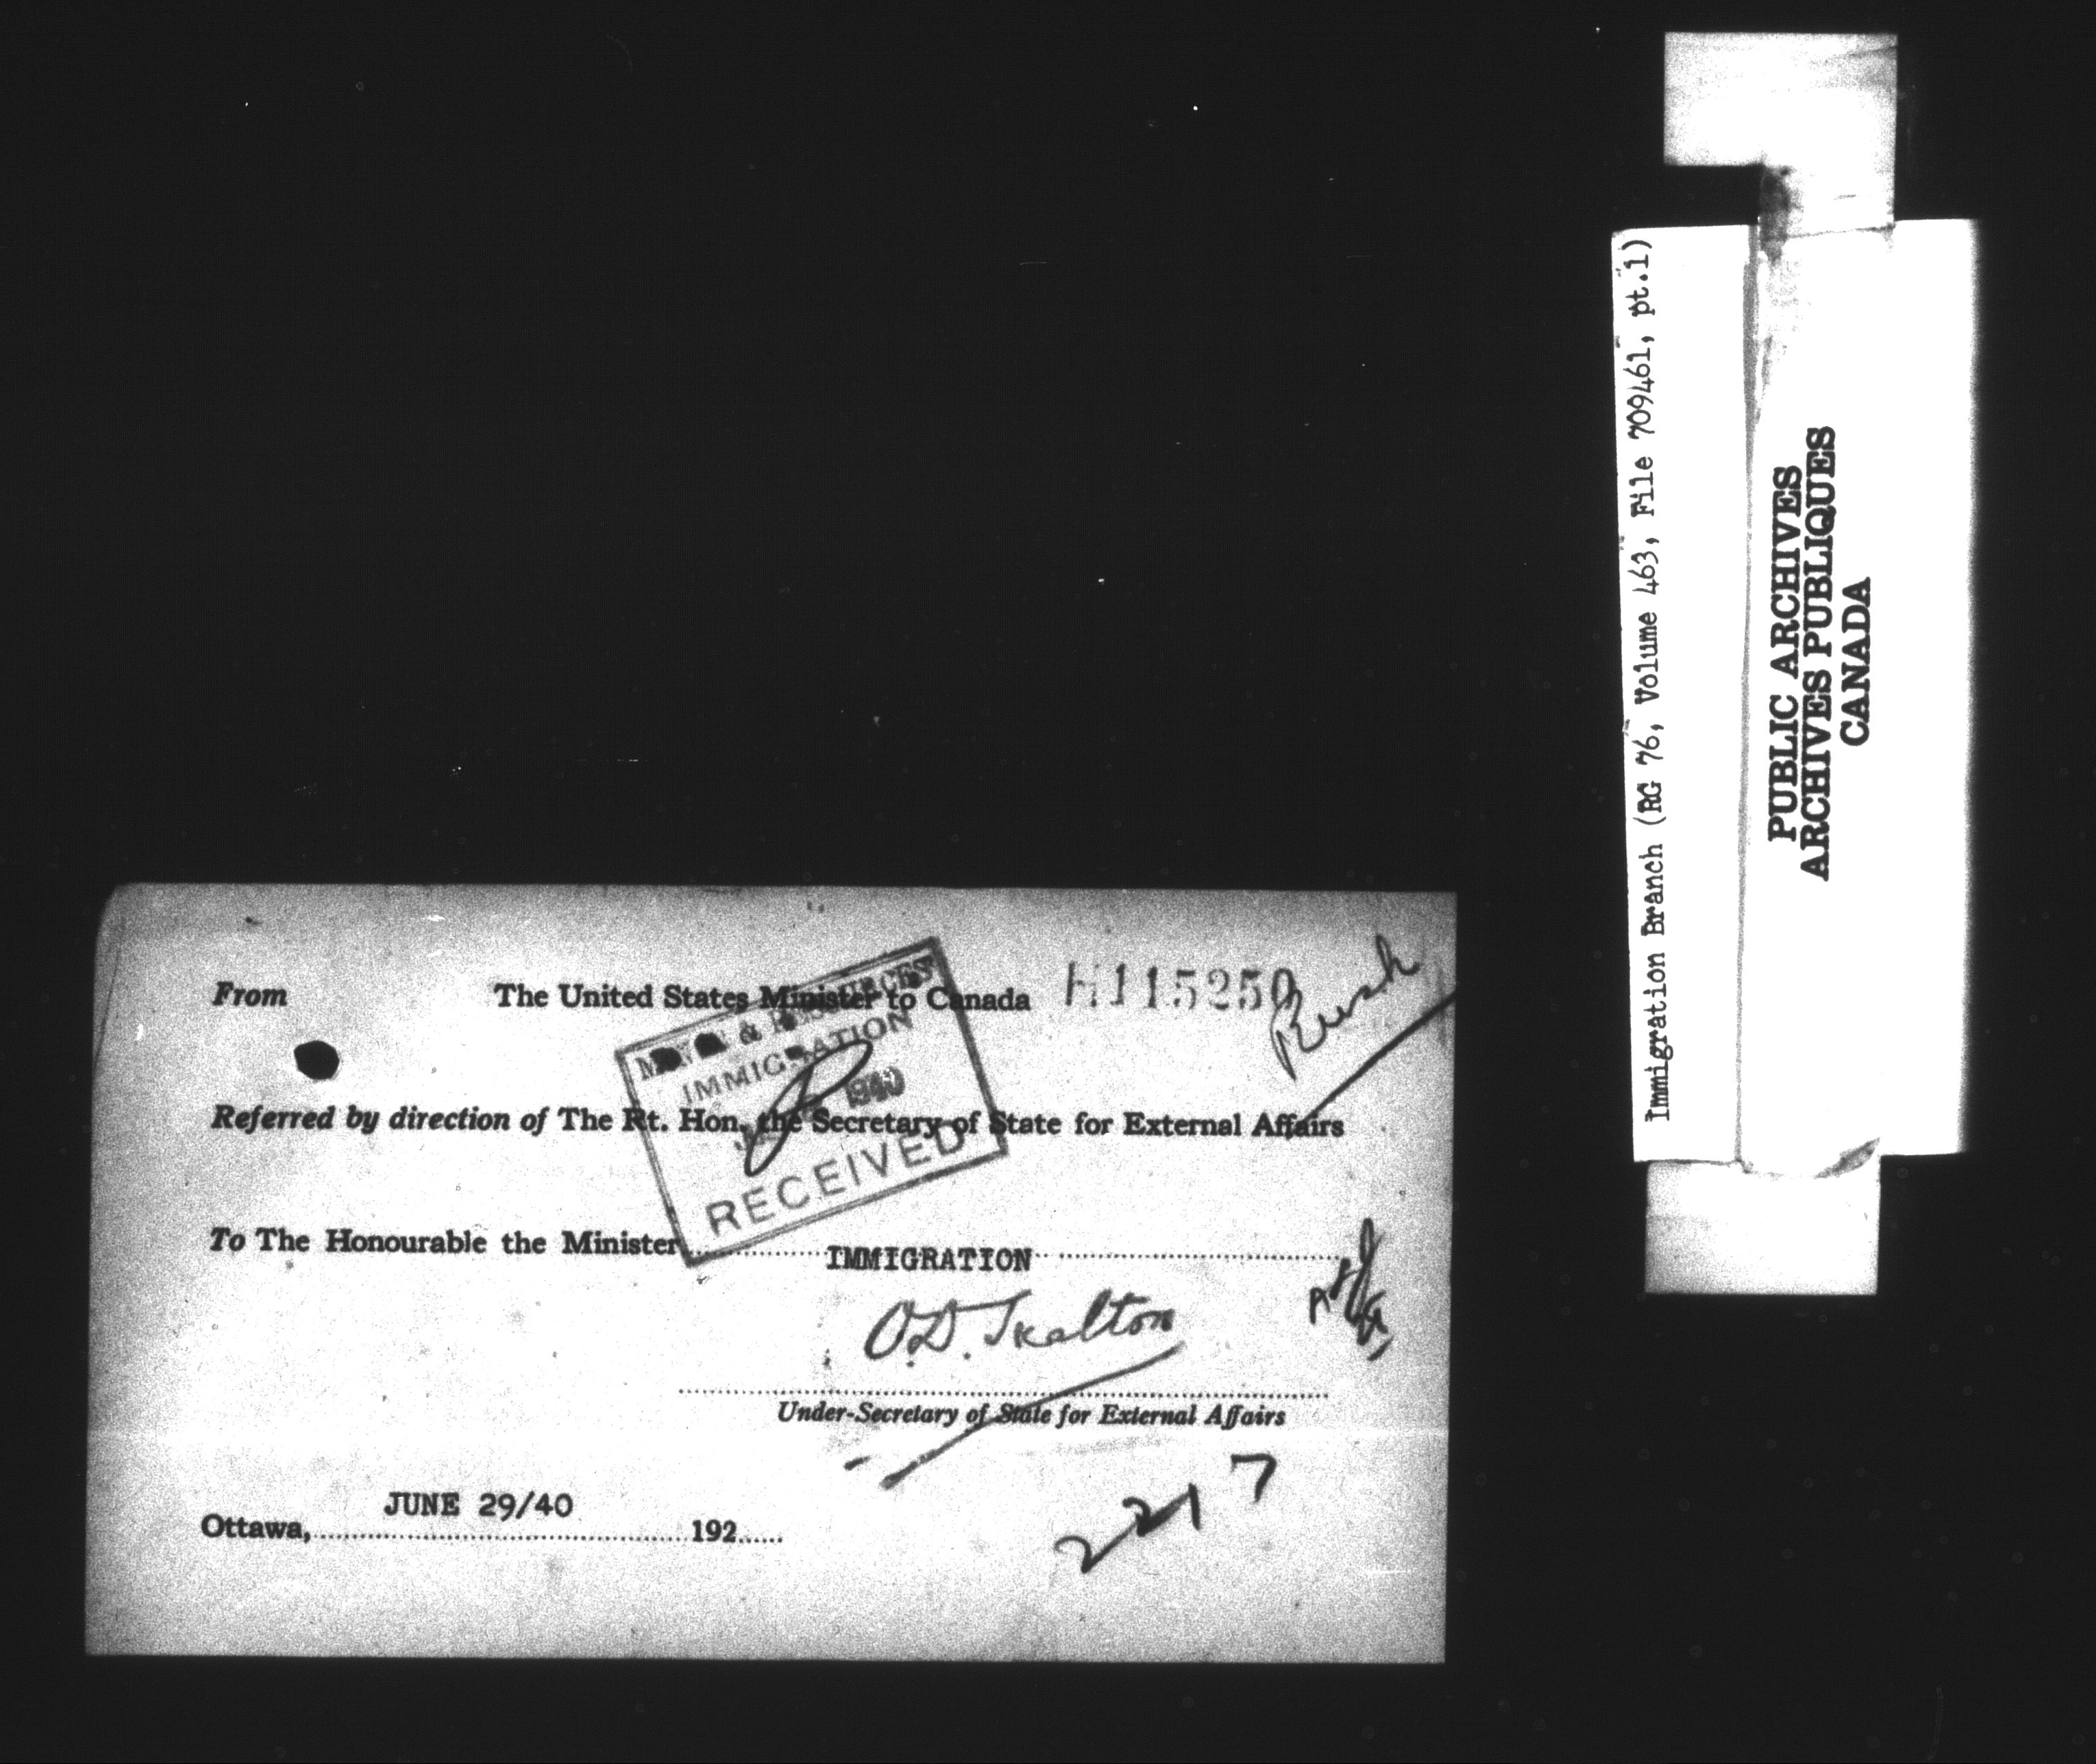 From The United States Minister to Canada H115250
Rush
MINES & RESOURCES
IMMIGRATION
1940
RECEIVED
Referred by direction of The Rt. Hon. the Secretary of State for External Affairs
To The Honourable the Minister IMMIGRATION
O.D. Skelton
Under-Secretary of State for External Affairs
Ottawa, JUNE 29/40 192
Immigration Branch (RG 76, Volume 463, File 709461, pt.1)
PUBLIC ARCHIVES
ARCHIVES PUBLIQUES
CANADA